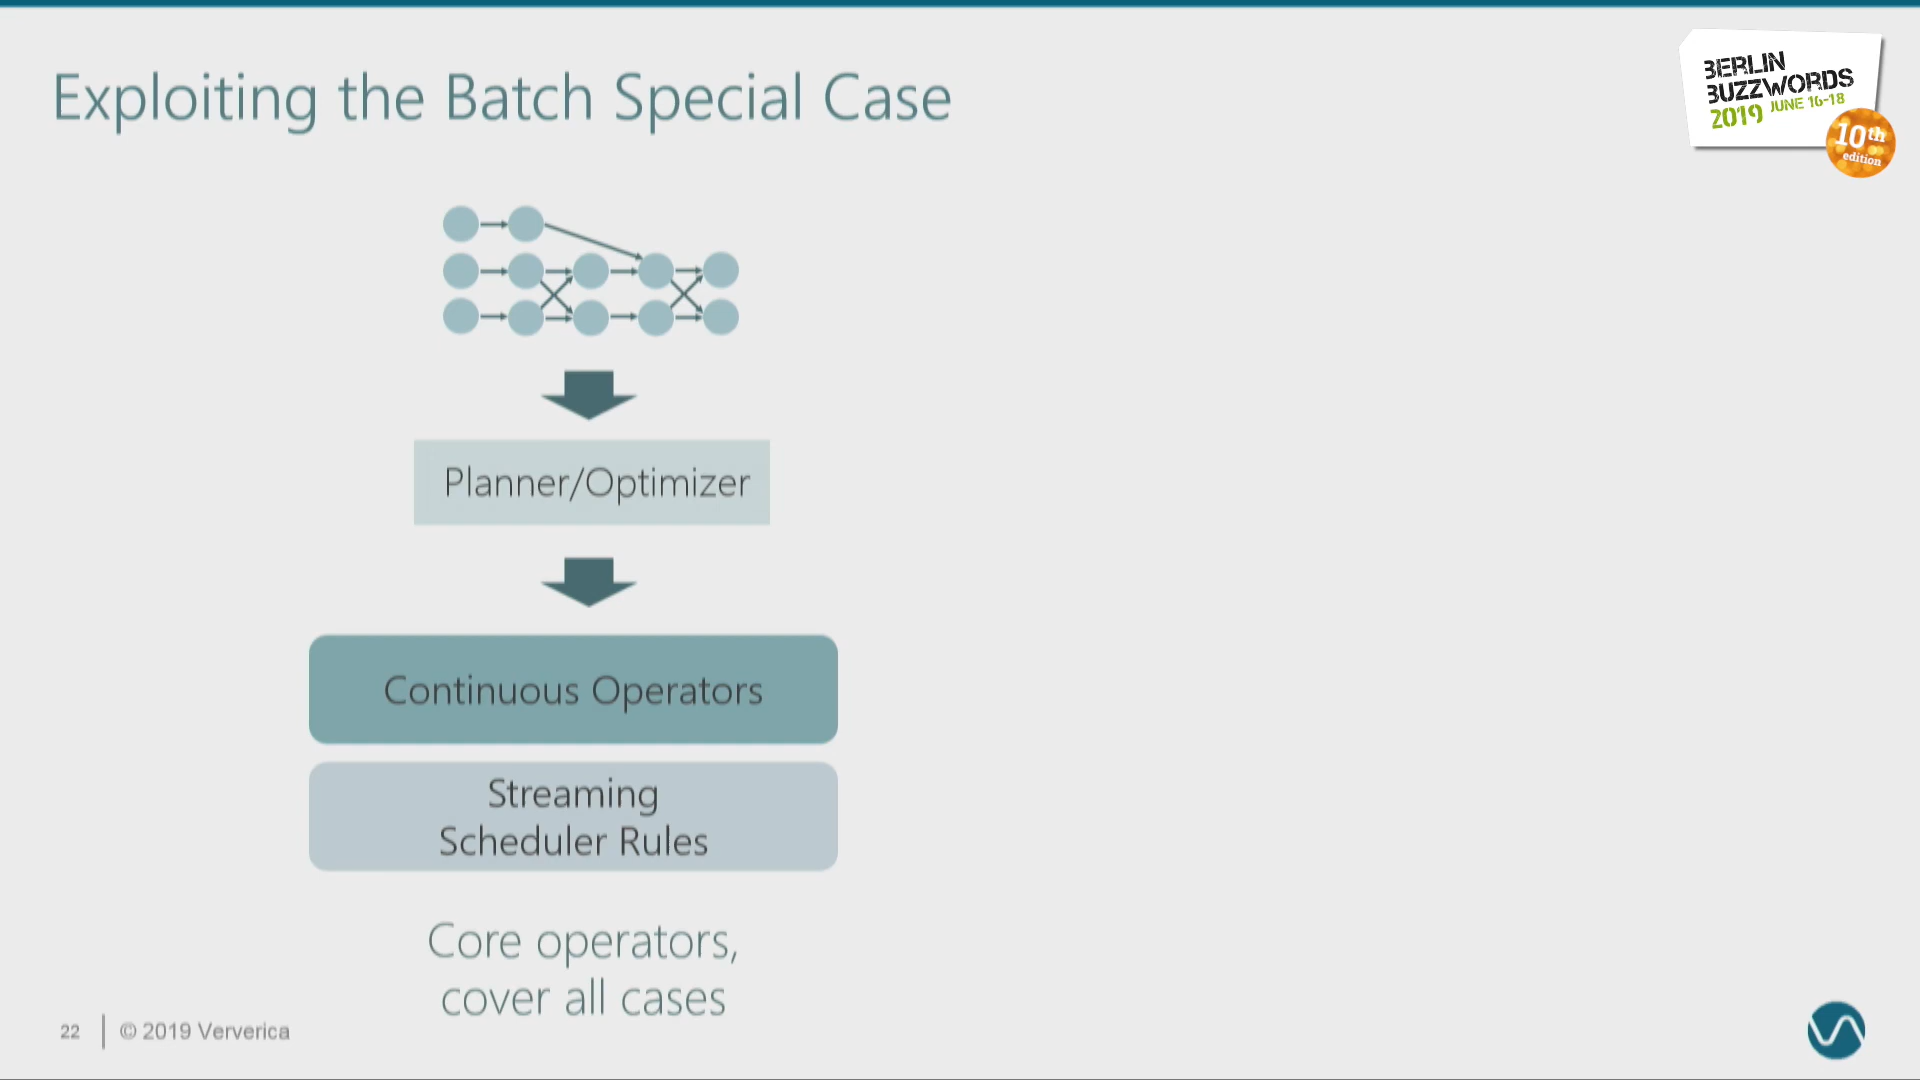 Exploiting the Batch Special Case
BERLIN
BUZZWORDS
2019 JUNE 16-18
10th
edition
Planner/Optimizer
Continuous Operators
Streaming
Scheduler Rules
Core operators,
cover all cases
22
© 2019 Ververica